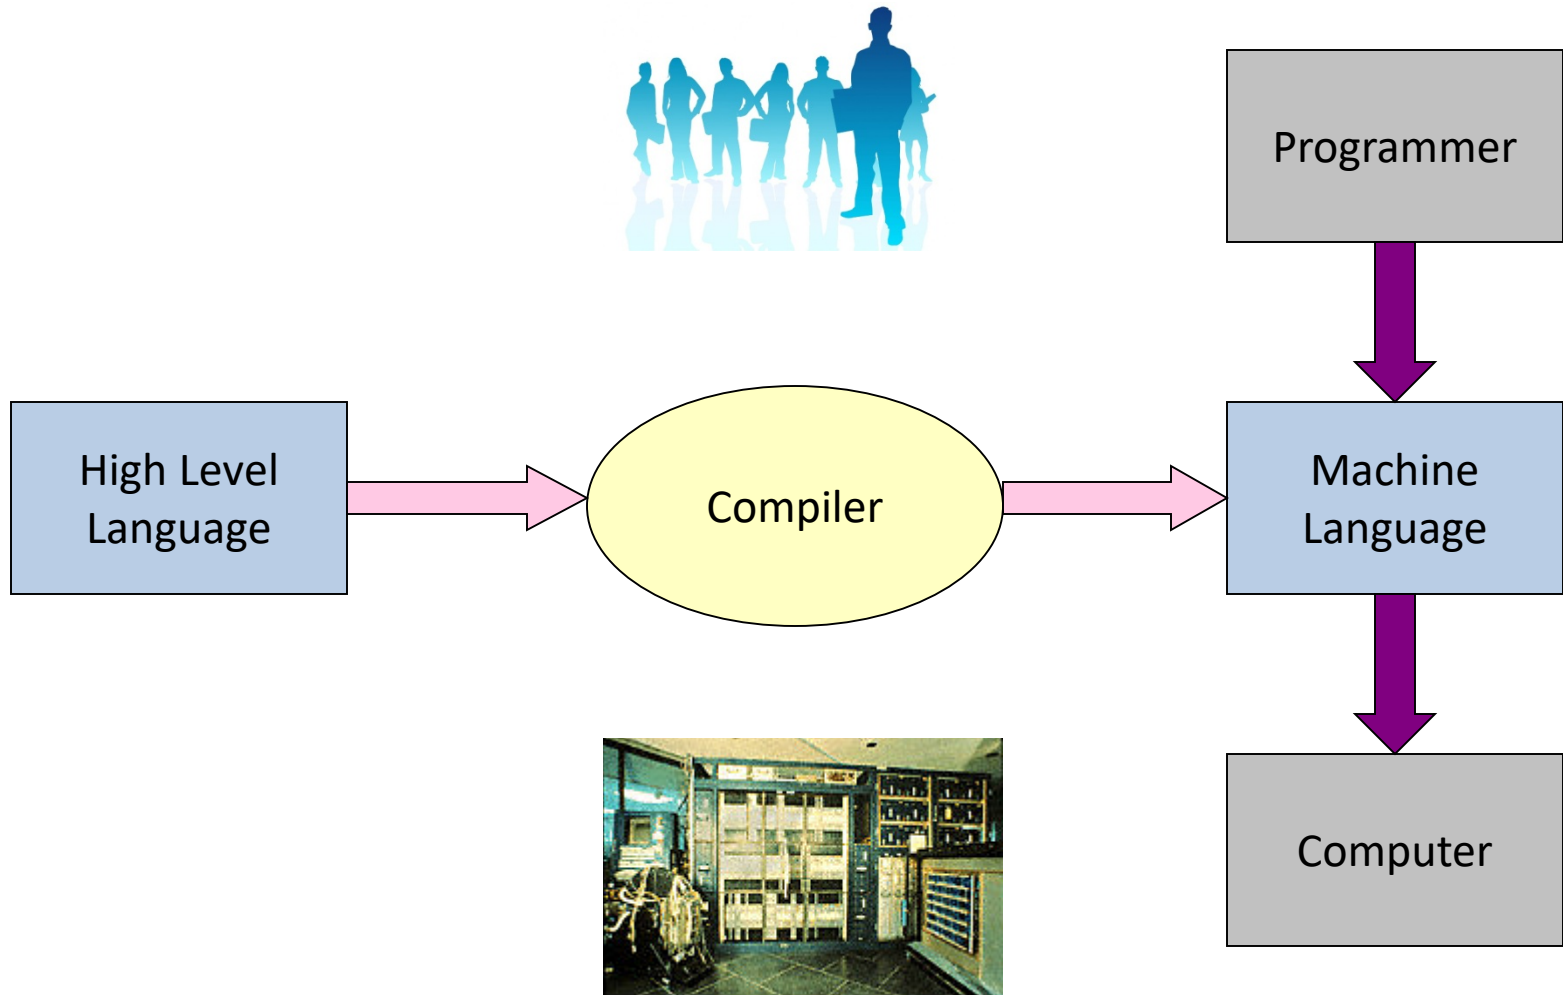 Programmer
High Level
Language
Compiler
Machine
Language
Computer